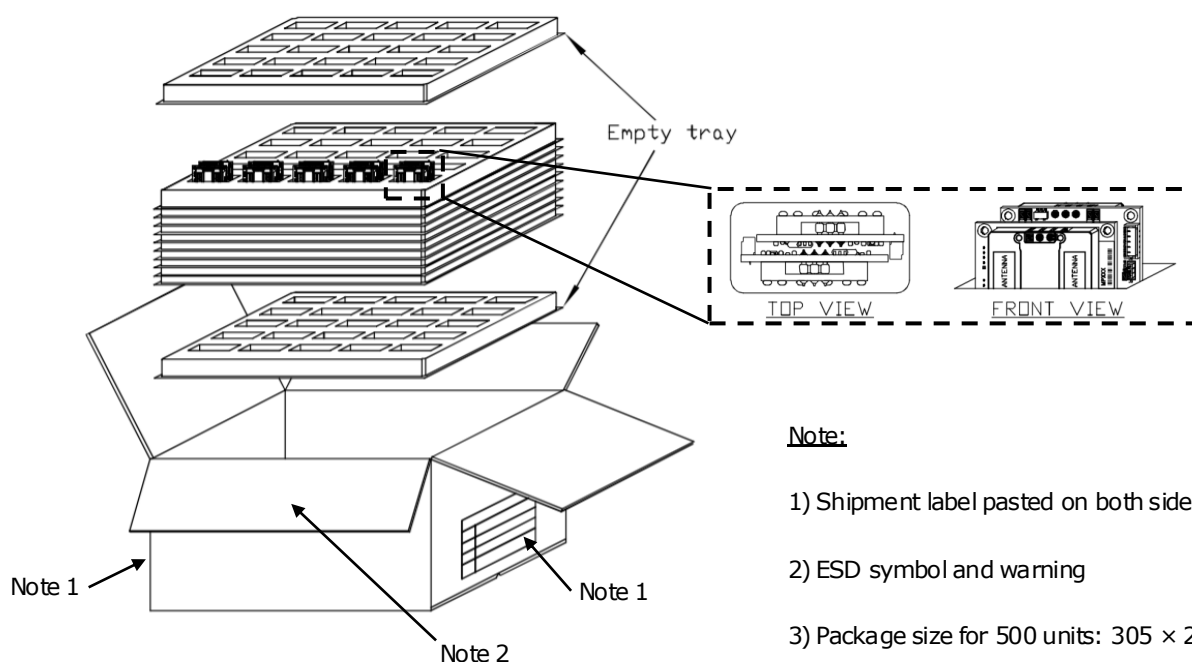 Empty tray
ANTENNA
ANTENNA
TOP VIEW
FRONT VIEW
Note:
1) Shipment label pasted on both side
2) ESD symbol and warning
3) Package size for 500 units: 305 × 2
Note 1
Note 1
Note 2